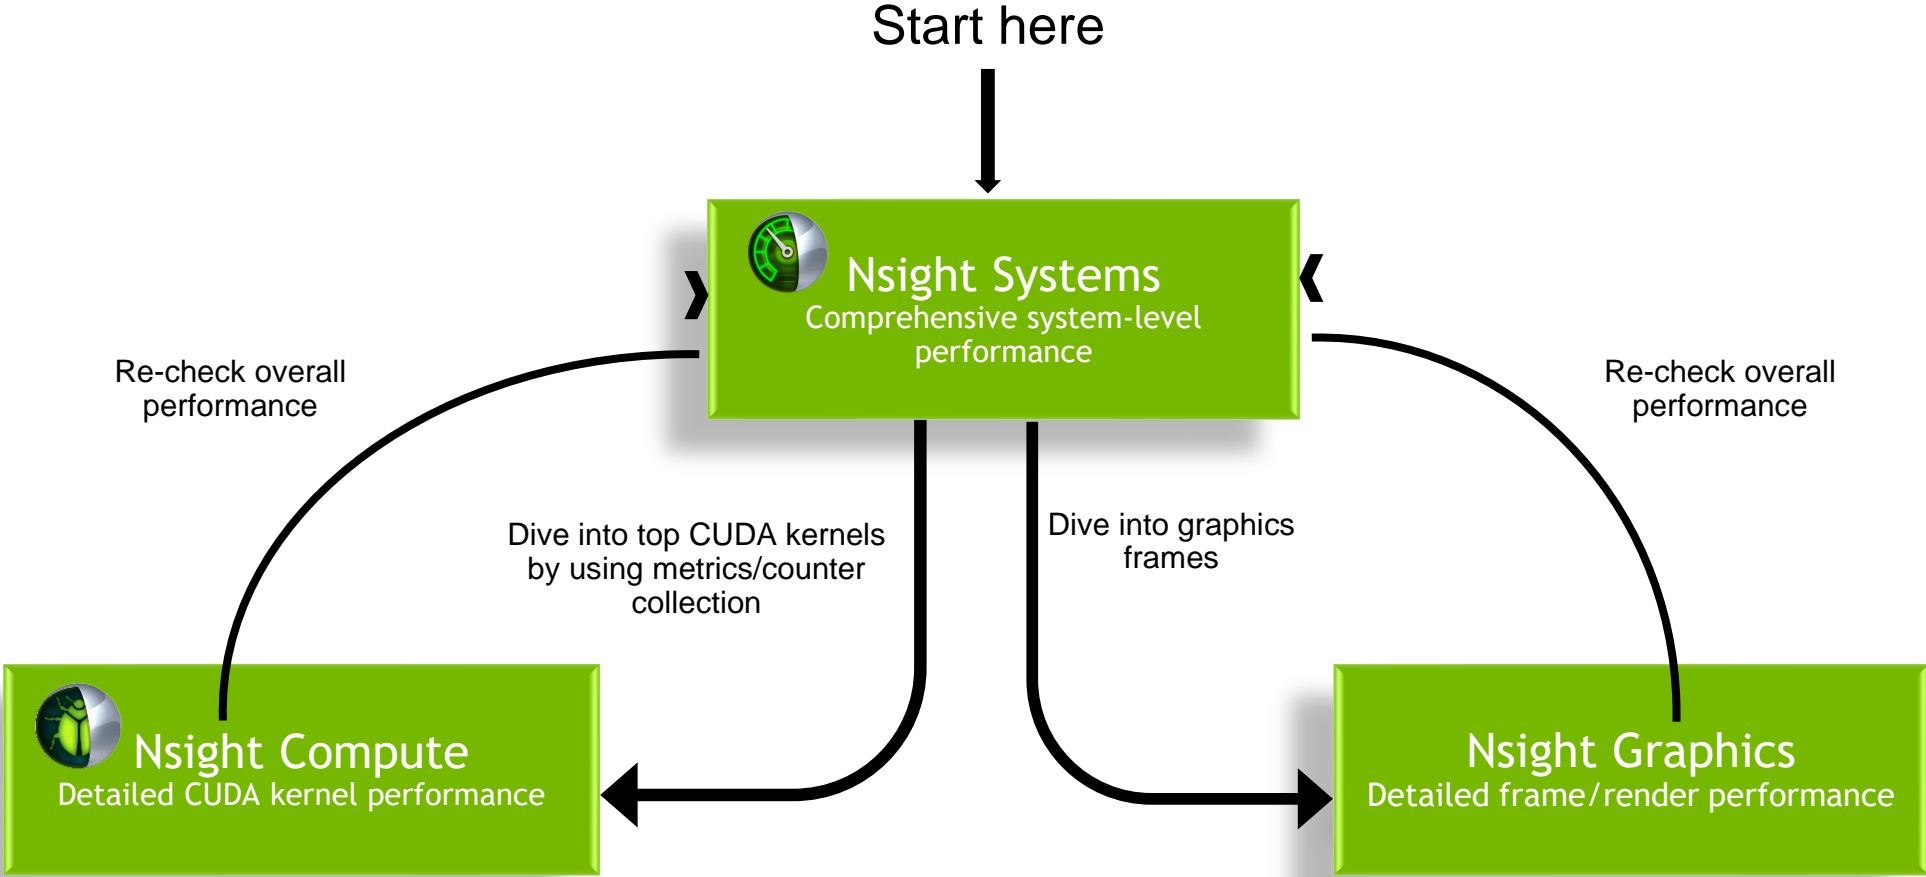 Start here
Nsight Systems
Comprehensive system-level
performance
Re-check overall
performance
Re-check overall
performance
Dive into top CUDA kernels
by using metrics/counter
collection
Dive into graphics
frames
Nsight Compute
Detailed CUDA kernel performance
Nsight Graphics
Detailed frame/render performance